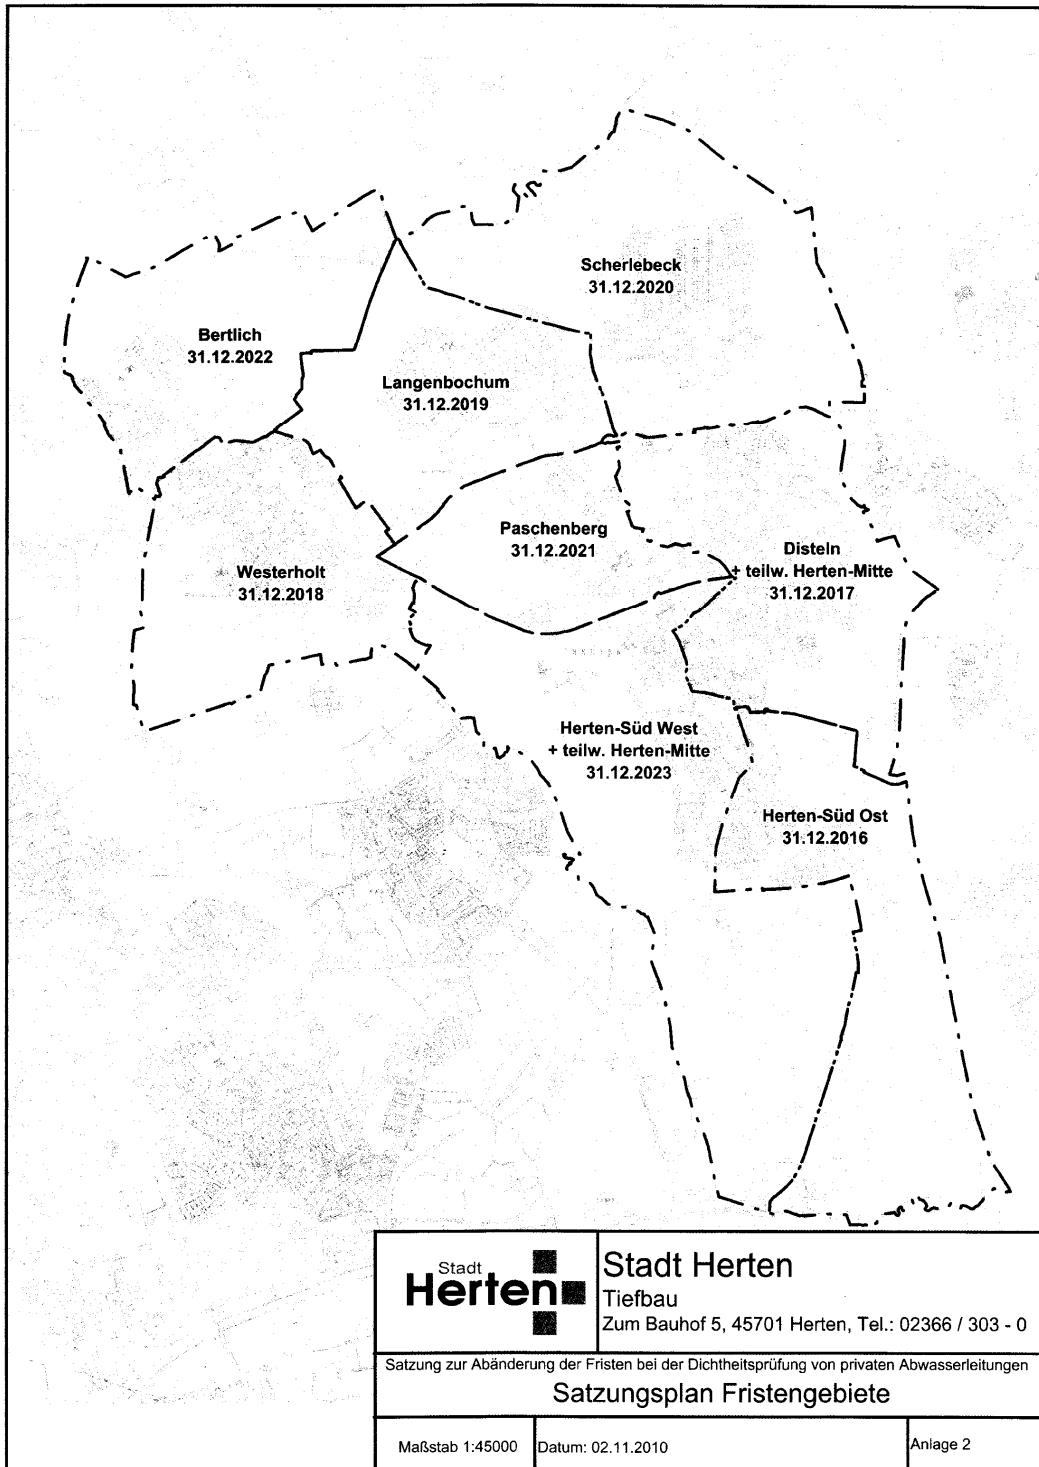 Scherlebeck
31.12.2020
Bertlich
31.12.2022
Langenbochum
31.12.2019
Paschenberg
31.12.2021
Disteln
+ teilw. Herten-Mitte
31.12.2017
Westerholt
31.12.2018
Herten-Süd West
+ teilw. Herten-Mitte
31.12.2023
Herten-Süd Ost
31.12.2016
Stadt
Herten
Stadt Herten
Tiefbau
Zum Bauhof 5, 45701 Herten, Tel.: 02366 / 303 - 0
Satzung zur Abänderung der Fristen bei der Dichtheitsprüfung von privaten Abwasserleitungen
Satzungsplan Fristengebiete
Maßstab 1:45000
Datum: 02.11.2010
Anlage 2